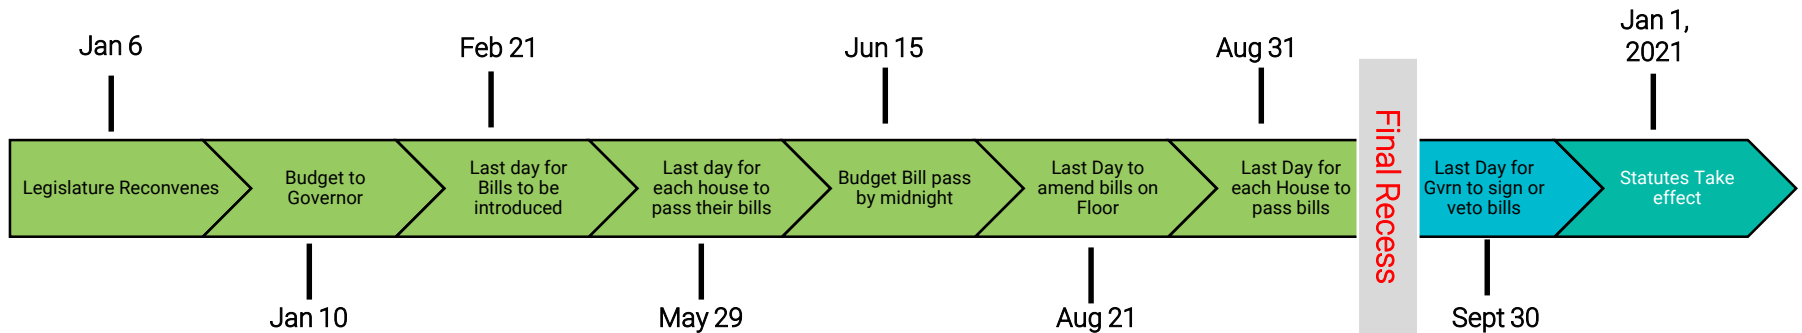 Jan 6
Feb 21
Jun 15
Aug 31
Jan 1,
2021
Legislature Reconvenes
Budget to
Governor
Last day for
Bills to be
introduced
Last day for
each house to
pass their bills
Budget Bill pass
by midnight
Last Day to
amend bills on
Floor
Last Day for
each House to
pass bills
Final Recess
Last Day for
Gvrn to sign or
veto bills
Statutes Take
effect
Jan 10
May 29
Aug 21
Sept 30